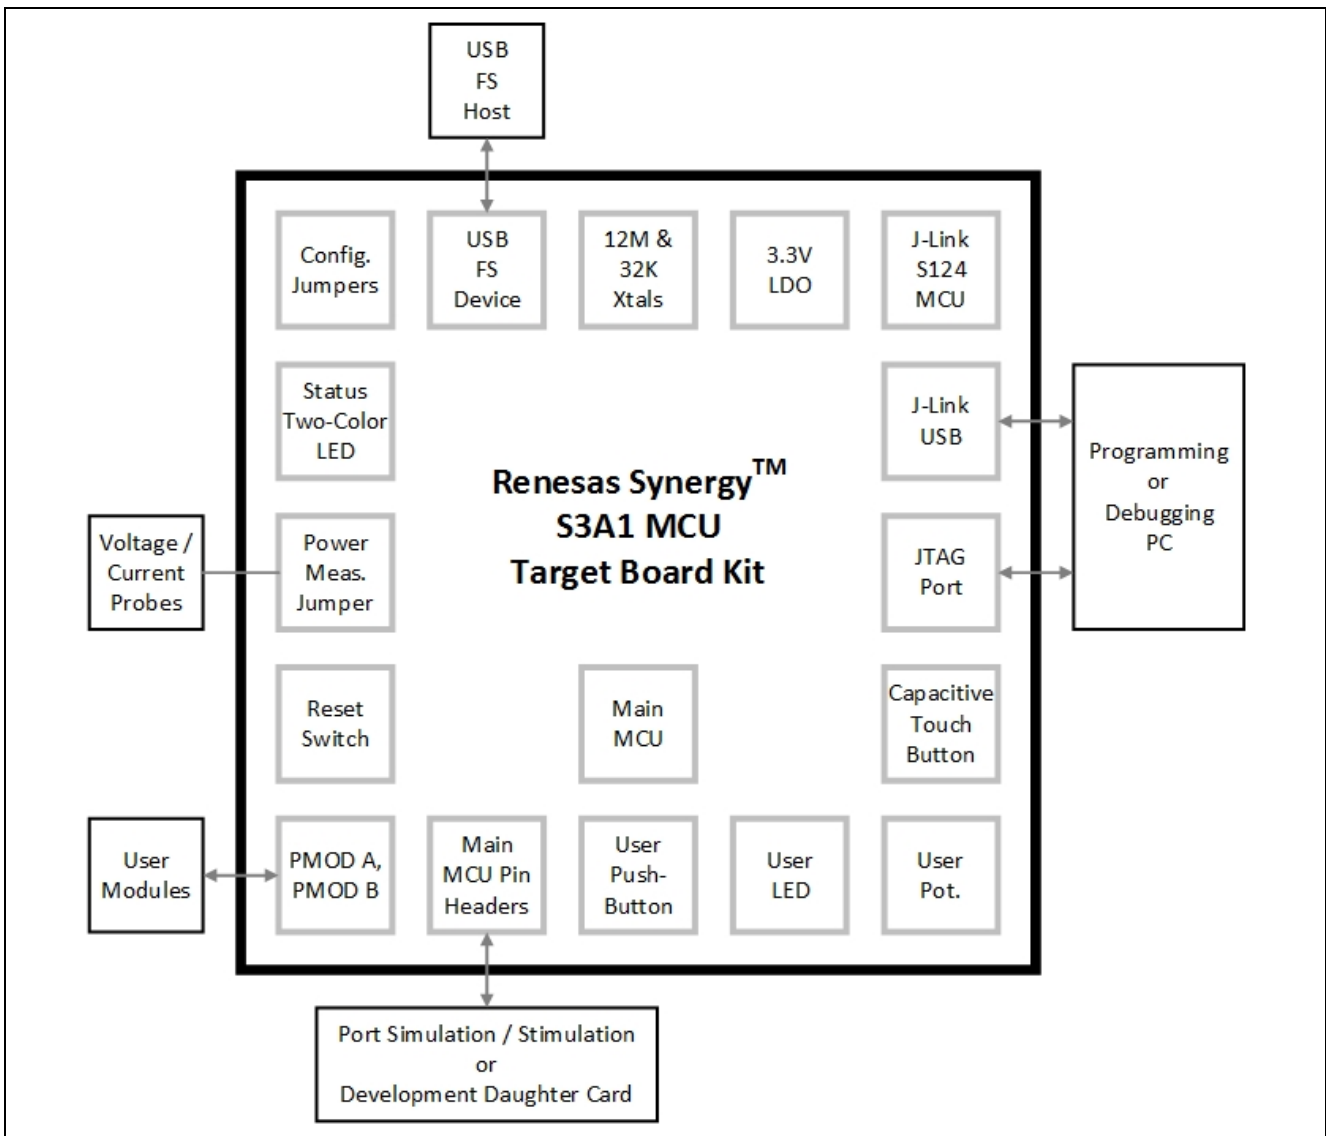 USB
FS
Host
Config.
Jumpers
USB
FS
Device
12M &
32K
Xtals
3.3V
LDO
J-Link
S124
MCU
Status
Two-Color
LED
J-Link
USB
Programming
or
Debugging
PC
Renesas Synergy™
S3A1 MCU
Target Board Kit
Voltage /
Current
Probes
Power
Meas.
Jumper
JTAG
Port
Reset
Switch
Main
MCU
Capacitive
Touch
Button
User
Modules
PMOD A,
PMOD B
Main
MCU Pin
Headers
User
Push-
Button
User
LED
User
Pot.
Port Simulation / Stimulation
or
Development Daughter Card